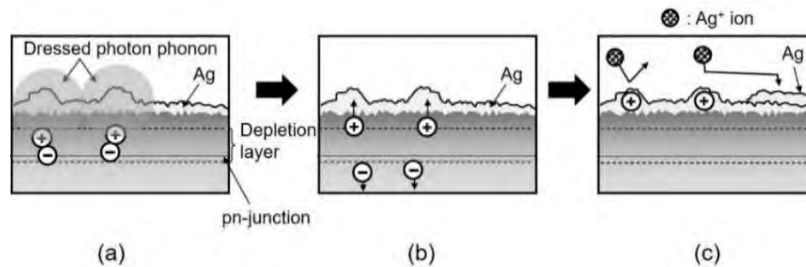 : Ag⁺ ion
Dressed photon phonon
Ag
Ag
Ag
+
+
−
−
Depletion
layer
+
+
−
−
+
+
pn-junction
(a)
(b)
(c)